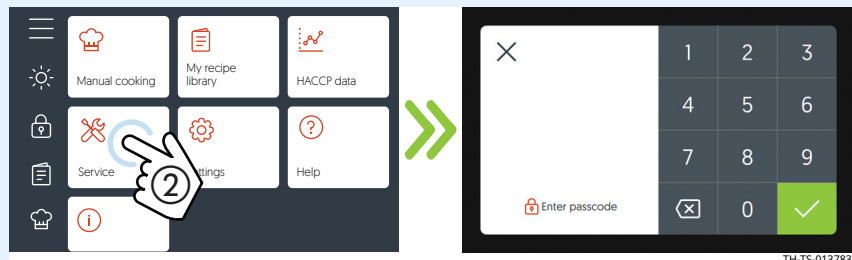 Manual cooking
My recipe
library
HACCP data
Service
ttings
Help
2
1 2 3
4 5 6
7 8 9
0
Enter passcode
TH-TS-013783